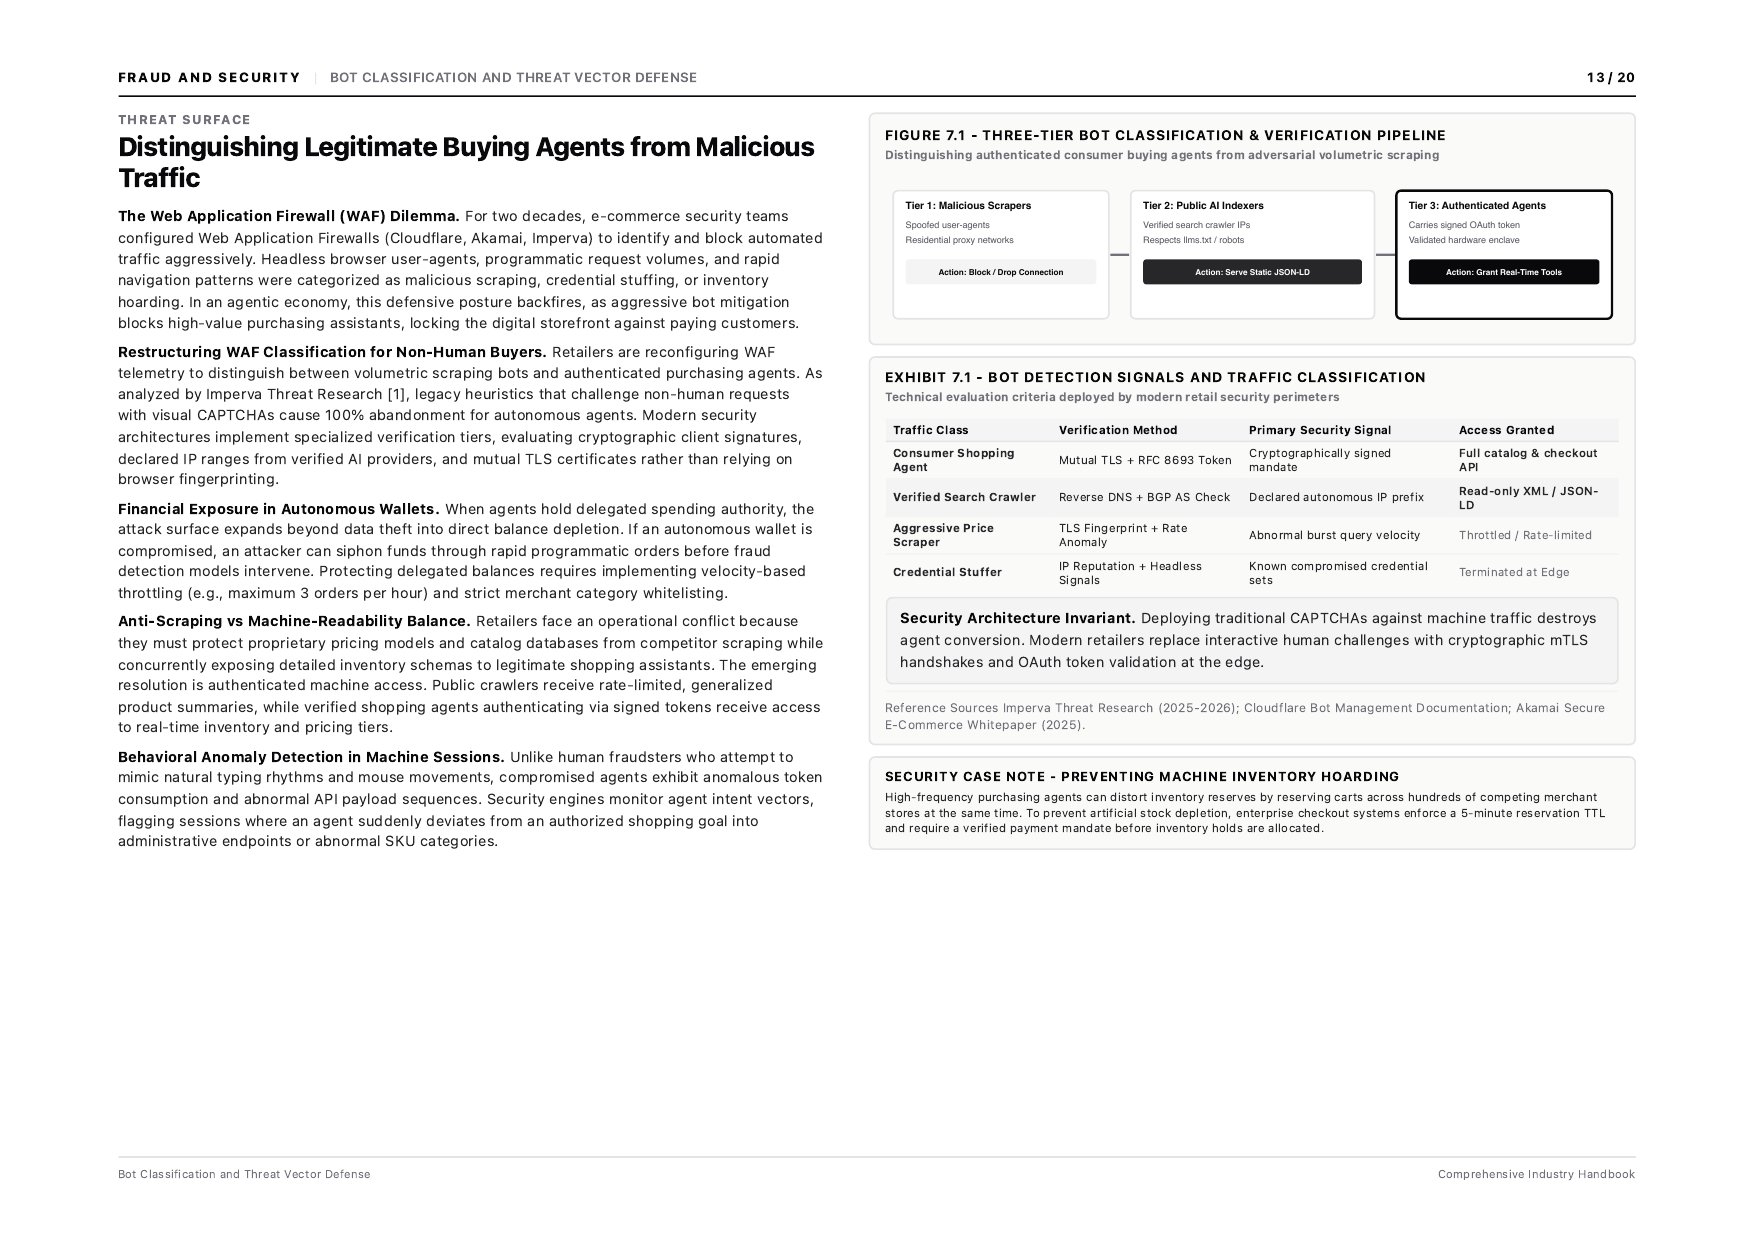 FRAUD AND SECURITY | BOT CLASSIFICATION AND THREAT VECTOR DEFENSE
13 / 20
THREAT SURFACE
Distinguishing Legitimate Buying Agents from Malicious
Traffic
The Web Application Firewall (WAF) Dilemma. For two decades, e-commerce security teams
configured Web Application Firewalls (Cloudflare, Akamai, Imperva) to identify and block automated
traffic aggressively. Headless browser user-agents, programmatic request volumes, and rapid
navigation patterns were categorized as malicious scraping, credential stuffing, or inventory
hoarding. In an agentic economy, this defensive posture backfires, as aggressive bot mitigation
blocks high-value purchasing assistants, locking the digital storefront against paying customers.
Restructuring WAF Classification for Non-Human Buyers. Retailers are reconfiguring WAF
telemetry to distinguish between volumetric scraping bots and authenticated purchasing agents. As
analyzed by Imperva Threat Research [1], legacy heuristics that challenge non-human requests
with visual CAPTCHAs cause 100% abandonment for autonomous agents. Modern security
architectures implement specialized verification tiers, evaluating cryptographic client signatures,
declared IP ranges from verified AI providers, and mutual TLS certificates rather than relying on
browser fingerprinting.
Financial Exposure in Autonomous Wallets. When agents hold delegated spending authority, the
attack surface expands beyond data theft into direct balance depletion. If an autonomous wallet is
compromised, an attacker can siphon funds through rapid programmatic orders before fraud
detection models intervene. Protecting delegated balances requires implementing velocity-based
throttling (e.g., maximum 3 orders per hour) and strict merchant category whitelisting.
Anti-Scraping vs Machine-Readability Balance. Retailers face an operational conflict because
they must protect proprietary pricing models and catalog databases from competitor scraping while
concurrently exposing detailed inventory schemas to legitimate shopping assistants. The emerging
resolution is authenticated machine access. Public crawlers receive rate-limited, generalized
product summaries, while verified shopping agents authenticating via signed tokens receive access
to real-time inventory and pricing tiers.
Behavioral Anomaly Detection in Machine Sessions. Unlike human fraudsters who attempt to
mimic natural typing rhythms and mouse movements, compromised agents exhibit anomalous token
consumption and abnormal API payload sequences. Security engines monitor agent intent vectors,
flagging sessions where an agent suddenly deviates from an authorized shopping goal into
administrative endpoints or abnormal SKU categories.
FIGURE 7.1 - THREE-TIER BOT CLASSIFICATION & VERIFICATION PIPELINE
Distinguishing authenticated consumer buying agents from adversarial volumetric scraping
Tier 1: Malicious Scrapers
Spoofed user-agents
Residential proxy networks
Action: Block / Drop Connection
Tier 2: Public AI Indexers
Verified search crawler IPs
Respects llms.txt / robots
Action: Serve Static JSON-LD
Tier 3: Authenticated Agents
Carries signed OAuth token
Validated hardware enclave
Action: Grant Real-Time Tools
EXHIBIT 7.1 - BOT DETECTION SIGNALS AND TRAFFIC CLASSIFICATION
Technical evaluation criteria deployed by modern retail security perimeters
Traffic Class Verification Method Primary Security Signal Access Granted
Consumer Shopping
Agent
Mutual TLS + RFC 8693 Token
Cryptographically signed
mandate
Full catalog & checkout
API
Verified Search Crawler
Reverse DNS + BGP AS Check
Declared autonomous IP prefix
Read-only XML / JSON-
LD
Aggressive Price
Scraper
TLS Fingerprint + Rate
Anomaly
Abnormal burst query velocity
Throttled / Rate-limited
Credential Stuffer
IP Reputation + Headless
Signals
Known compromised credential
sets
Terminated at Edge
Security Architecture Invariant. Deploying traditional CAPTCHAs against machine traffic destroys
agent conversion. Modern retailers replace interactive human challenges with cryptographic mTLS
handshakes and OAuth token validation at the edge.
Reference Sources Imperva Threat Research (2025-2026); Cloudflare Bot Management Documentation; Akamai Secure
E-Commerce Whitepaper (2025).
SECURITY CASE NOTE - PREVENTING MACHINE INVENTORY HOARDING
High-frequency purchasing agents can distort inventory reserves by reserving carts across hundreds of competing merchant
stores at the same time. To prevent artificial stock depletion, enterprise checkout systems enforce a 5-minute reservation TTL
and require a verified payment mandate before inventory holds are allocated.
Bot Classification and Threat Vector Defense
Comprehensive Industry Handbook